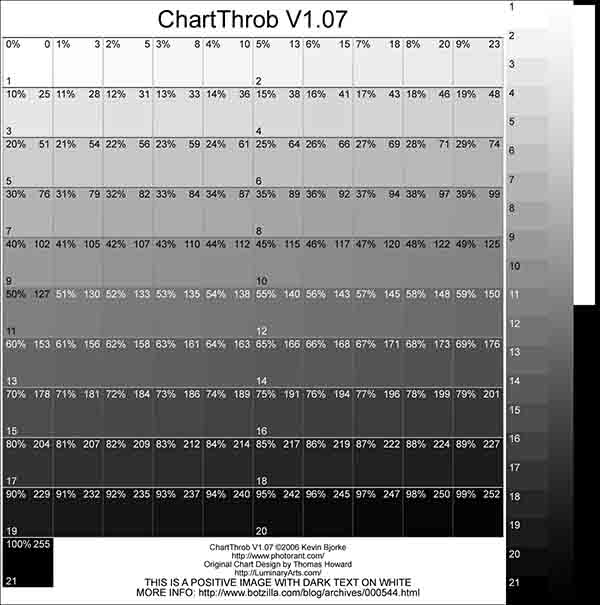 ChartThrob V1.07
0% 0 1% 3 2% 5 3% 8 4% 10 5% 13 6% 15 7% 18 8% 20 9% 23
1 2
10% 25 11% 28 12% 31 13% 33 14% 36 15% 38 16% 41 17% 43 18% 46 19% 48
3 4
20% 51 21% 54 22% 56 23% 59 24% 61 25% 64 26% 66 27% 69 28% 71 29% 74
5 6
30% 76 31% 79 32% 82 33% 84 34% 87 35% 89 36% 92 37% 94 38% 97 39% 99
7 8
40% 102 41% 105 42% 107 43% 110 44% 112 45% 115 46% 117 47% 120 48% 122 49% 125
9 10
50% 127 51% 130 52% 133 53% 135 54% 138 55% 140 56% 143 57% 145 58% 148 59% 150
11 12
60% 153 61% 156 62% 158 63% 161 64% 163 65% 166 66% 168 67% 171 68% 173 69% 176
13 14
70% 178 71% 181 72% 184 73% 186 74% 189 75% 191 76% 194 77% 196 78% 199 79% 201
15 16
80% 204 81% 207 82% 209 83% 212 84% 214 85% 217 86% 219 87% 222 88% 224 89% 227
17 18
90% 229 91% 232 92% 235 93% 237 94% 240 95% 242 96% 245 97% 247 98% 250 99% 252
19 20
100% 255
21
ChartThrob V1.07 ©2006 Kevin Bjorke
http://www.photorant.com/
Original Chart Design by Thomas Howard
http://LuminaryArts.com/
THIS IS A POSITIVE IMAGE WITH DARK TEXT ON WHITE
MORE INFO: http://www.botzilla.com/blog/archives/000544.html
1
2
3
4
5
6
7
8
9
10
11
12
13
14
15
16
17
18
19
20
21